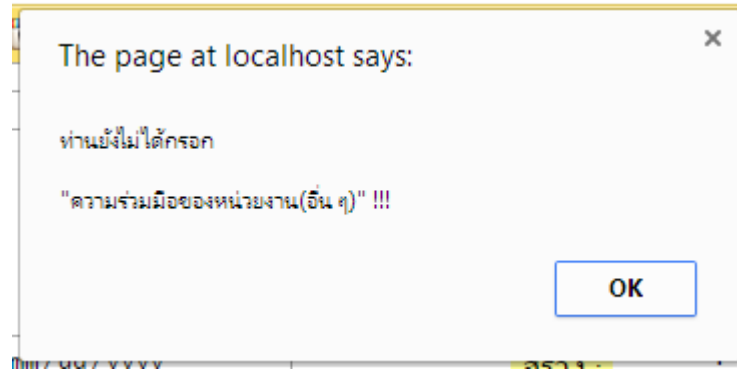 The page at localhost says:
ท่านยังไม่ได้กรอก
"ความร่วมมือของหน่วยงาน(อื่น ๆ)" !!!
OK